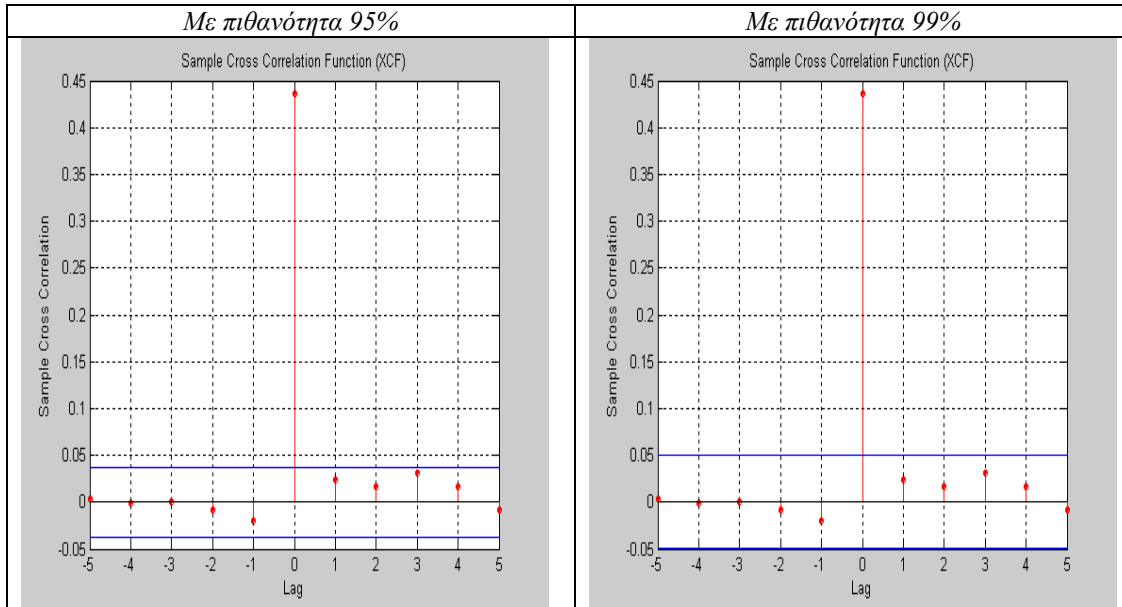 Με πιθανότητα 95%
Με πιθανότητα 99%
Sample Cross Correlation Function (XCF)
0.45
0.4
0.35
0.3
0.25
0.2
0.15
0.1
0.05
0
-0.05
Sample Cross Correlation
-5 -4 -3 -2 -1 0 1 2 3 4 5
Lag
Sample Cross Correlation Function (XCF)
0.45
0.4
0.35
0.3
0.25
0.2
0.15
0.1
0.05
0
-0.05
Sample Cross Correlation
-5 -4 -3 -2 -1 0 1 2 3 4 5
Lag